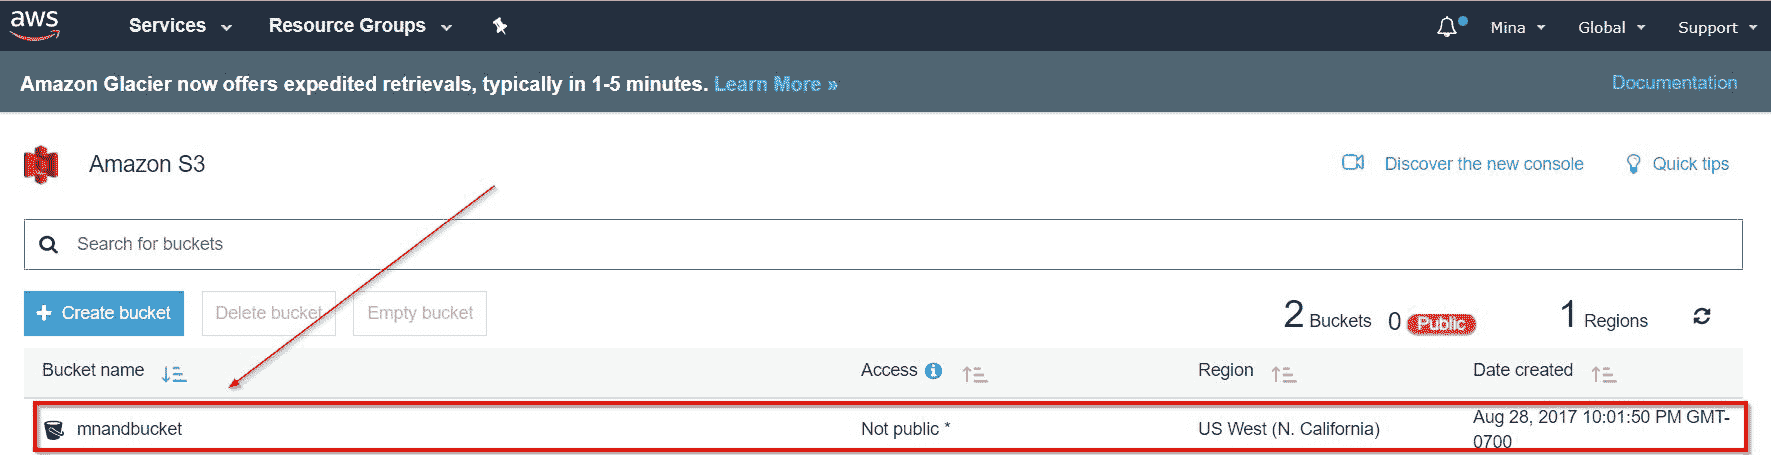 aws Services Resource Groups Mina Global Support
Amazon Glacier now offers expedited retrievals, typically in 1-5 minutes. Learn More » Documentation
Amazon S3 Discover the new console Quick tips
Search for buckets
+ Create bucket Delete bucket Empty bucket 2 Buckets 0 Public 1 Regions
Bucket name Access Region Date created
mnandbucket Not public * US West (N. California) Aug 28, 2017 10:01:50 PM GMT-
0700